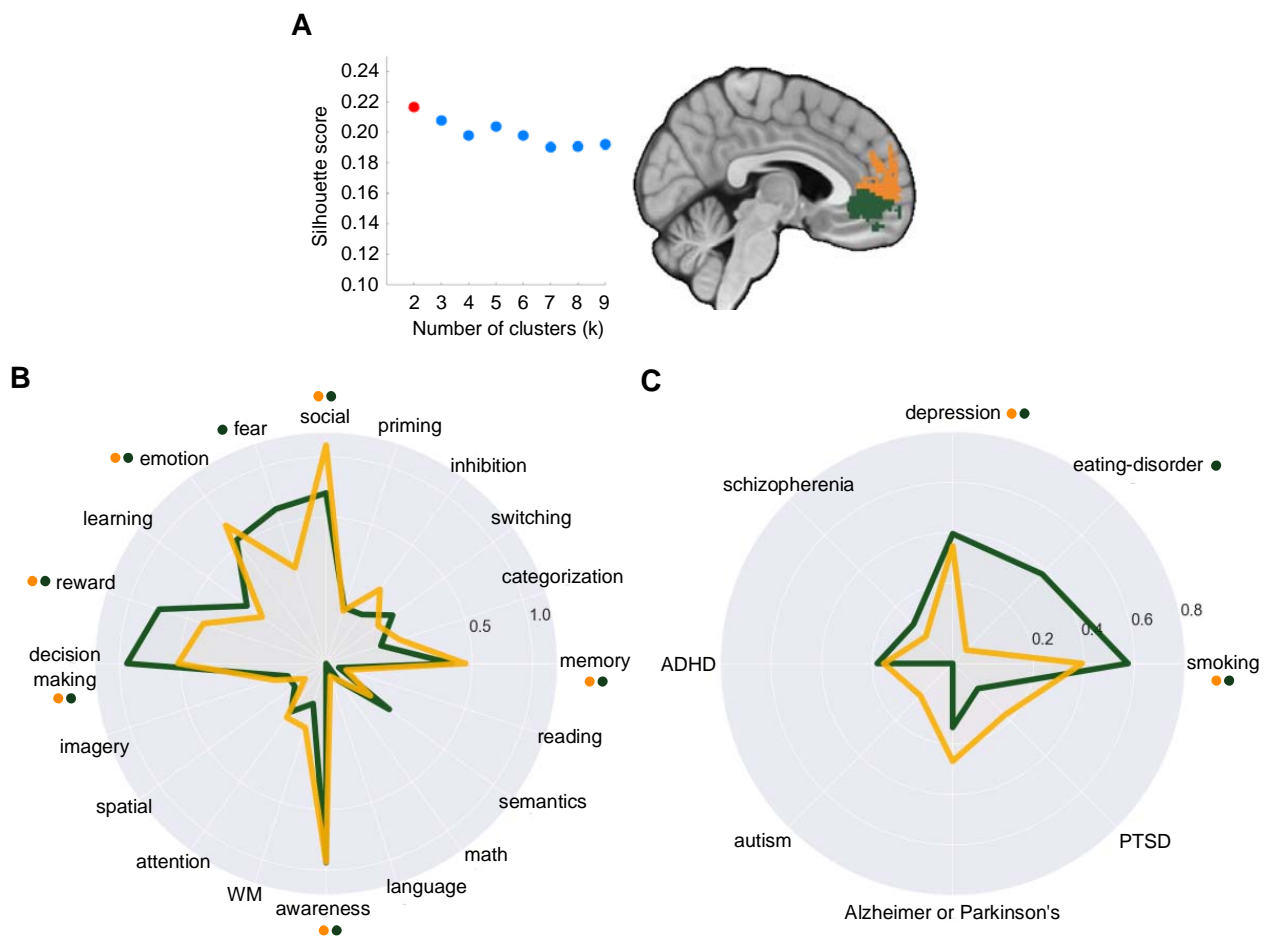 A
0.24
0.22
0.20
0.18
0.16
0.14
0.12
0.10
Silhouette score
2 3 4 5 6 7 8 9
Number of clusters (k)
B
social
fear
priming
emotion
inhibition
learning
switching
reward
categorization
0.5
1.0
decision
making
memory
imagery
reading
spatial
semantics
attention
math
WM
language
awareness
C
depression
eating-disorder
schizopherenia
0.2
0.4
0.6
0.8
ADHD
smoking
autism
PTSD
Alzheimer or Parkinson's